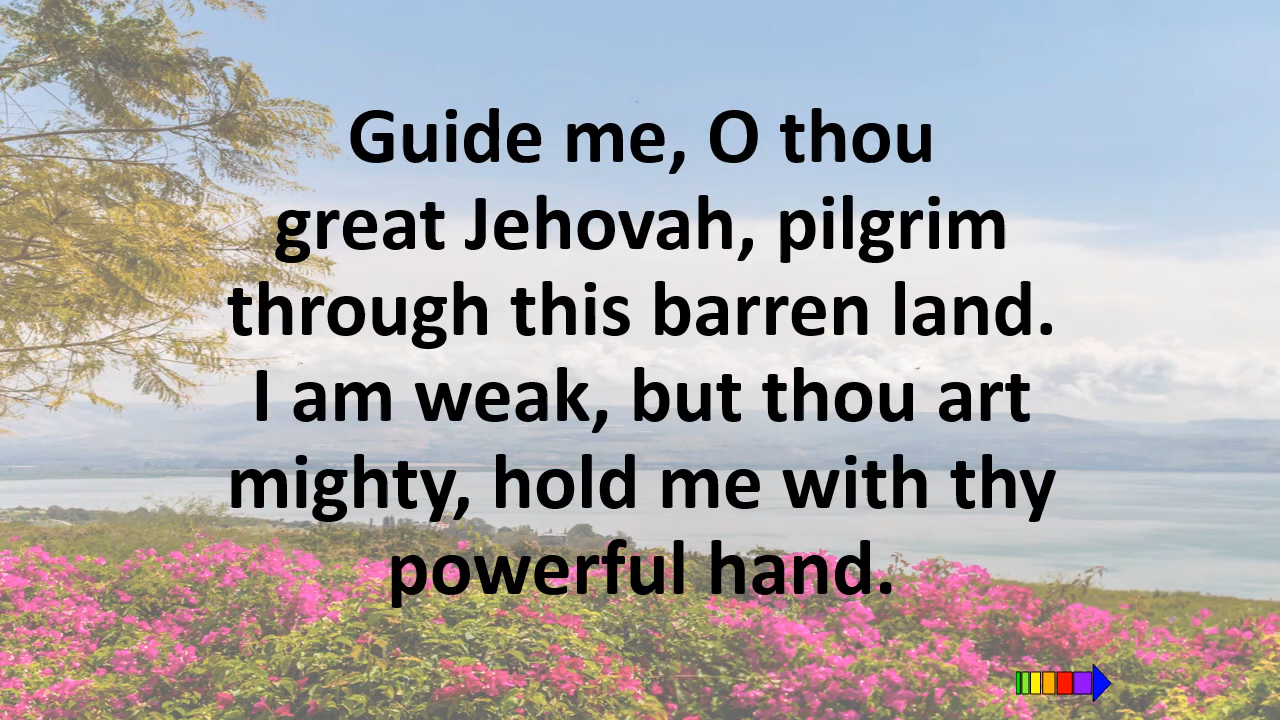 Guide me, O thou
great Jehovah, pilgrim
through this barren land.
I am weak, but thou art
mighty, hold me with thy
powerful hand.